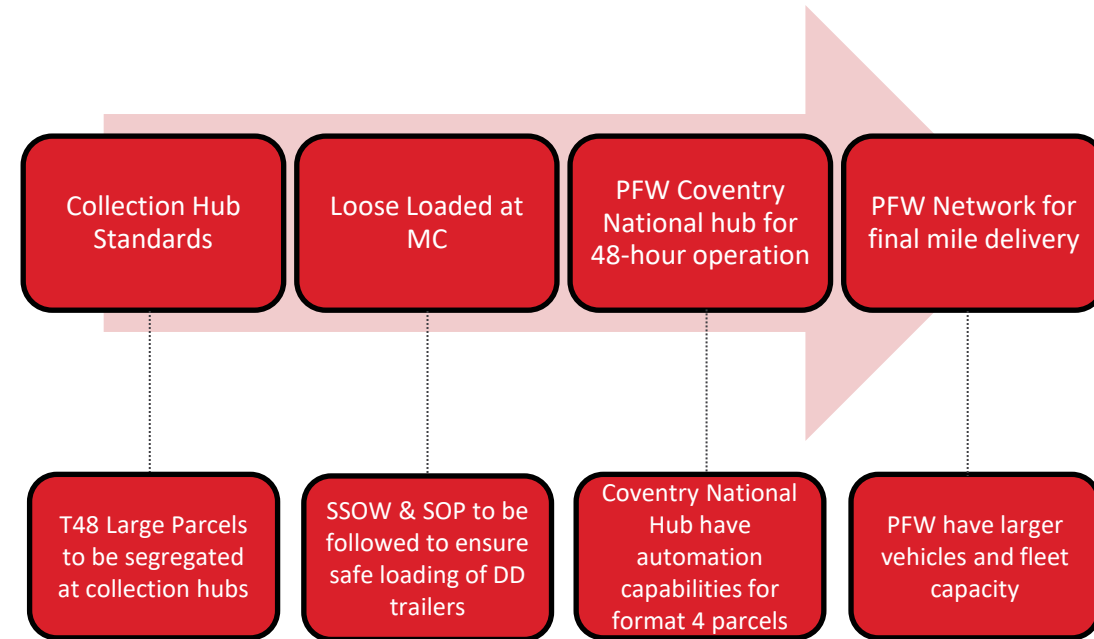 Collection Hub
Standards
Loose Loaded at
MC
PFW Coventry
National hub for
48-hour operation
PFW Network for
final mile delivery
T48 Large Parcels
to be segregated
at collection hubs
SSOW & SOP to be
followed to ensure
safe loading of DD
trailers
Coventry National
Hub have
automation
capabilities for
format 4 parcels
PFW have larger
vehicles and fleet
capacity